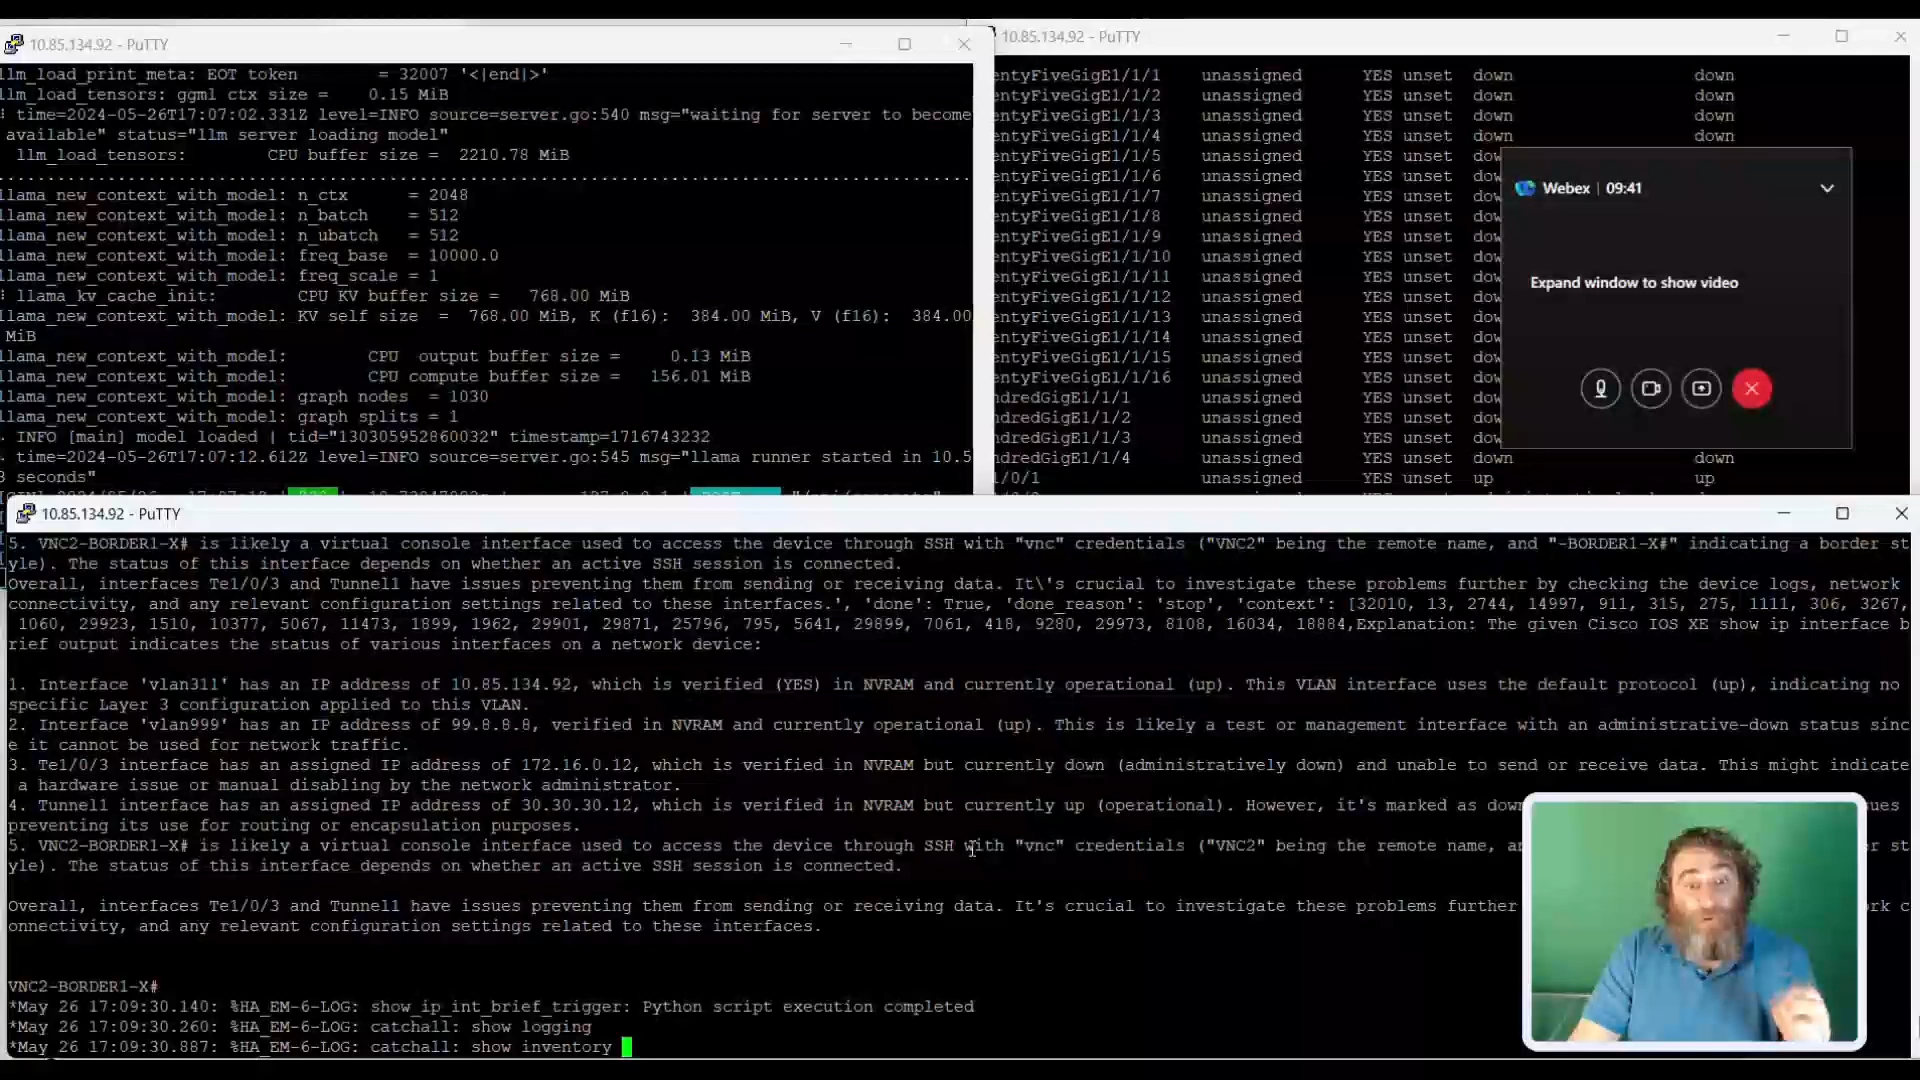 10.85.134.92 - PuTTY
llm_load_print_meta: EOT token = 32007 '<|end|>'
llm_load_tensors: ggml ctx size = 0.15 MiB
time=2024-05-26T17:07:02.331Z level=INFO source=server.go:540 msg="waiting for server to become
available" status="llm server loading model"
llm_load_tensors: CPU buffer size = 2210.78 MiB
llama_new_context_with_model: n_ctx = 2048
llama_new_context_with_model: n_batch = 512
llama_new_context_with_model: n_ubatch = 512
llama_new_context_with_model: freq_base = 10000.0
llama_new_context_with_model: freq_scale = 1
llama_kv_cache_init: CPU KV buffer size = 768.00 MiB
llama_new_context_with_model: KV self size = 768.00 MiB, K (f16): 384.00 MiB, V (f16): 384.00
MiB
llama_new_context_with_model: CPU output buffer size = 0.13 MiB
llama_new_context_with_model: CPU compute buffer size = 156.01 MiB
llama_new_context_with_model: graph nodes = 1030
llama_new_context_with_model: graph splits = 1
INFO [main] model loaded | tid="130305952860032" timestamp=1716743232
time=2024-05-26T17:07:12.612Z level=INFO source=server.go:545 msg="llama runner started in 10.5
3 seconds"
10.85.134.92 - PuTTY
entyFiveGigE1/1/1 unassigned YES unset down down
entyFiveGigE1/1/2 unassigned YES unset down down
entyFiveGigE1/1/3 unassigned YES unset down down
entyFiveGigE1/1/4 unassigned YES unset down down
entyFiveGigE1/1/5 unassigned YES unset dow
entyFiveGigE1/1/6 unassigned YES unset dow
entyFiveGigE1/1/7 unassigned YES unset dow
entyFiveGigE1/1/8 unassigned YES unset dow
entyFiveGigE1/1/9 unassigned YES unset dow
entyFiveGigE1/1/10 unassigned YES unset dow
entyFiveGigE1/1/11 unassigned YES unset dow
entyFiveGigE1/1/12 unassigned YES unset dow
entyFiveGigE1/1/13 unassigned YES unset dow
entyFiveGigE1/1/14 unassigned YES unset dow
entyFiveGigE1/1/15 unassigned YES unset dow
entyFiveGigE1/1/16 unassigned YES unset dow
ndredGigE1/1/1 unassigned YES unset dow
ndredGigE1/1/2 unassigned YES unset dow
ndredGigE1/1/3 unassigned YES unset dow
ndredGigE1/1/4 unassigned YES unset down down
1/0/1 unassigned YES unset up up
Webex | 09:41
Expand window to show video
10.85.134.92 - PuTTY
5. VNC2-BORDER1-X# is likely a virtual console interface used to access the device through SSH with "vnc" credentials ("VNC2" being the remote name, and "-BORDER1-X#" indicating a border st
yle). The status of this interface depends on whether an active SSH session is connected.
Overall, interfaces Te1/0/3 and Tunnel1 have issues preventing them from sending or receiving data. It\'s crucial to investigate these problems further by checking the device logs, network
connectivity, and any relevant configuration settings related to these interfaces.', 'done': True, 'done_reason': 'stop', 'context': [32010, 13, 2744, 14997, 911, 315, 275, 1111, 306, 3267,
1060, 29923, 1510, 10377, 5067, 11473, 1899, 1962, 29901, 29871, 25796, 795, 5641, 29899, 7061, 418, 9280, 29973, 8108, 16034, 18884,Explanation: The given Cisco IOS XE show ip interface b
rief output indicates the status of various interfaces on a network device:
1. Interface 'vlan311' has an IP address of 10.85.134.92, which is verified (YES) in NVRAM and currently operational (up). This VLAN interface uses the default protocol (up), indicating no
specific Layer 3 configuration applied to this VLAN.
2. Interface 'vlan999' has an IP address of 99.8.8.8, verified in NVRAM and currently operational (up). This is likely a test or management interface with an administrative-down status sinc
e it cannot be used for network traffic.
3. Te1/0/3 interface has an assigned IP address of 172.16.0.12, which is verified in NVRAM but currently down (administratively down) and unable to send or receive data. This might indicate
a hardware issue or manual disabling by the network administrator.
4. Tunnel1 interface has an assigned IP address of 30.30.30.12, which is verified in NVRAM but currently up (operational). However, it's marked as dow ues
preventing its use for routing or encapsulation purposes.
5. VNC2-BORDER1-X# is likely a virtual console interface used to access the device through SSH with "vnc" credentials ("VNC2" being the remote name, a er st
yle). The status of this interface depends on whether an active SSH session is connected.
Overall, interfaces Te1/0/3 and Tunnel1 have issues preventing them from sending or receiving data. It's crucial to investigate these problems further rk c
onnectivity, and any relevant configuration settings related to these interfaces.
VNC2-BORDER1-X#
*May 26 17:09:30.140: %HA_EM-6-LOG: show_ip_int_brief_trigger: Python script execution completed
*May 26 17:09:30.260: %HA_EM-6-LOG: catchall: show logging
*May 26 17:09:30.887: %HA_EM-6-LOG: catchall: show inventory